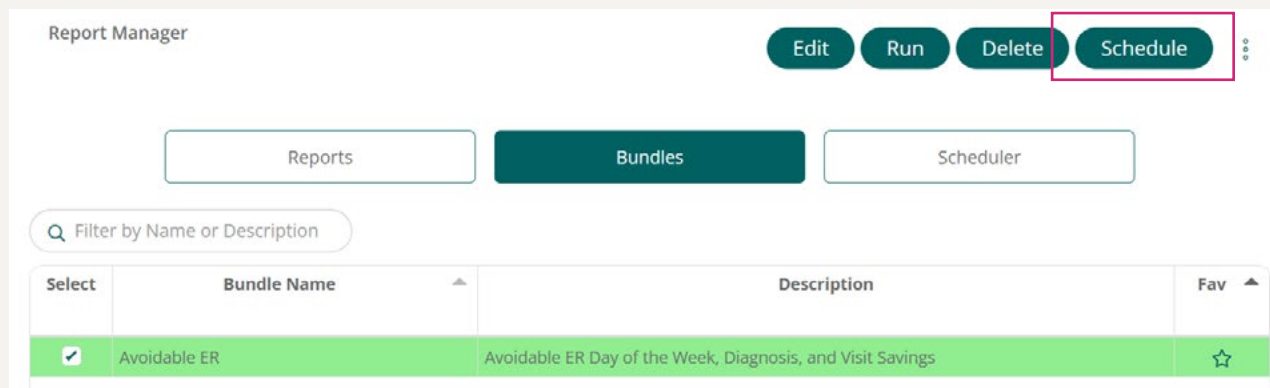 Report Manager
Edit Run Delete Schedule
Reports Bundles Scheduler
Filter by Name or Description
Select Bundle Name Description Fav
Avoidable ER Avoidable ER Day of the Week, Diagnosis, and Visit Savings